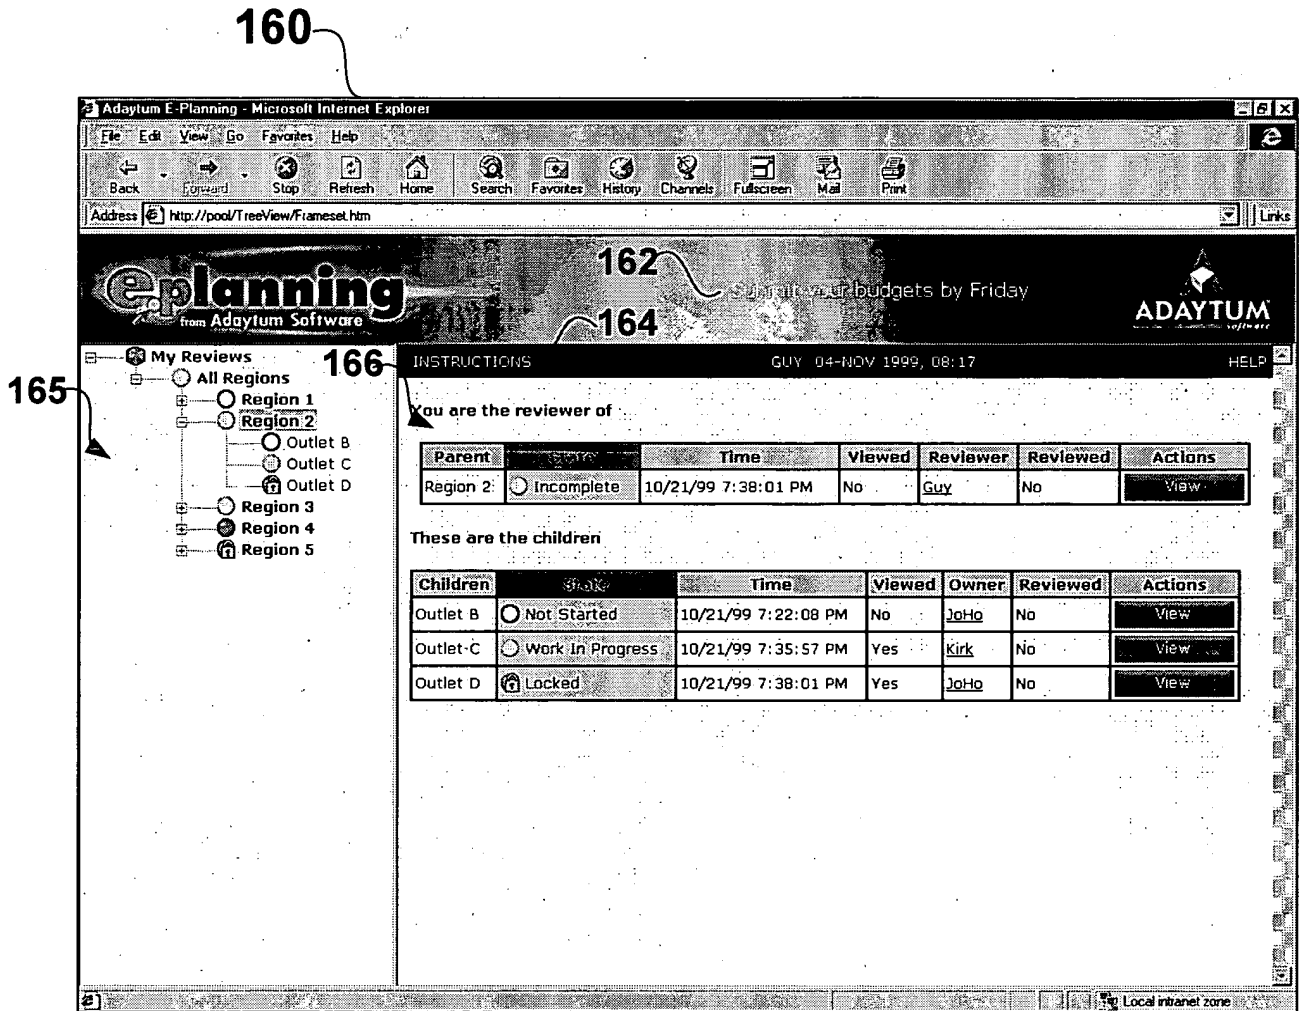 160
Adaytum E-Planning - Microsoft Internet Explorer
File Edit View Go Favorites Help
Back Forward Stop Refresh Home Search Favorites History Channels Fullscreen Mail Print
Address http://pool/TreeView/Frameset.htm Links
e.planning
from Adaytum Software
162
Submit your budgets by Friday
ADAYTUM
software
164
165
166
My Reviews
All Regions
Region 1
Region 2
Outlet B
Outlet C
Outlet D
Region 3
Region 4
Region 5
INSTRUCTIONS GUY 04-NOV 1999, 08:17 HELP
You are the reviewer of
Parent State Time Viewed Reviewer Reviewed Actions
Region 2 Incomplete 10/21/99 7:38:01 PM No Guy No View
These are the children
Children State Time Viewed Owner Reviewed Actions
Outlet B Not Started 10/21/99 7:22:08 PM No JoHo No View
Outlet C Work In Progress 10/21/99 7:35:57 PM Yes Kirk No View
Outlet D Locked 10/21/99 7:38:01 PM Yes JoHo No View
Local intranet zone